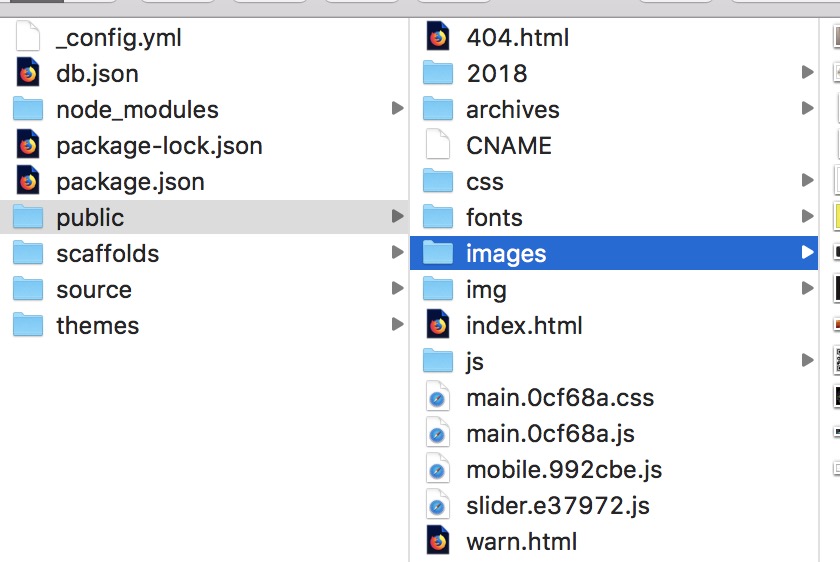 _config.yml
db.json
node_modules
package-lock.json
package.json
public
scaffolds
source
themes
404.html
2018
archives
CNAME
css
fonts
images
img
index.html
js
main.0cf68a.css
main.0cf68a.js
mobile.992cbe.js
slider.e37972.js
warn.html